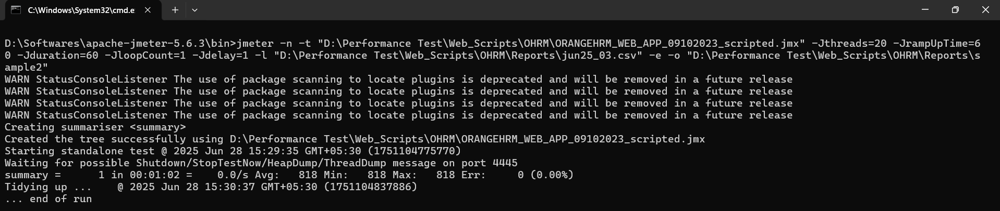 C:\Windows\System32\cmd.e
D:\Softwares\apache-jmeter-5.6.3\bin>jmeter -n -t "D:\Performance Test\Web_Scripts\OHRM\ORANGEHRM_WEB_APP_09102023_scripted.jmx" -Jthreads=20 -JrampUpTime=6
0 -Jduration=60 -JloopCount=1 -Jdelay=1 -l "D:\Performance Test\Web_Scripts\OHRM\Reports\jun25_03.csv" -e -o "D:\Performance Test\Web_Scripts\OHRM\Reports\s
ample2"
WARN StatusConsoleListener The use of package scanning to locate plugins is deprecated and will be removed in a future release
WARN StatusConsoleListener The use of package scanning to locate plugins is deprecated and will be removed in a future release
WARN StatusConsoleListener The use of package scanning to locate plugins is deprecated and will be removed in a future release
WARN StatusConsoleListener The use of package scanning to locate plugins is deprecated and will be removed in a future release
Creating summariser <summary>
Created the tree successfully using D:\Performance Test\Web_Scripts\OHRM\ORANGEHRM_WEB_APP_09102023_scripted.jmx
Starting standalone test @ 2025 Jun 28 15:29:35 GMT+05:30 (1751104775770)
Waiting for possible Shutdown/StopTestNow/HeapDump/ThreadDump message on port 4445
summary =      1 in 00:01:02 =    0.0/s Avg:   818 Min:   818 Max:   818 Err:     0 (0.00%)
Tidying up ...    @ 2025 Jun 28 15:30:37 GMT+05:30 (1751104837886)
... end of run